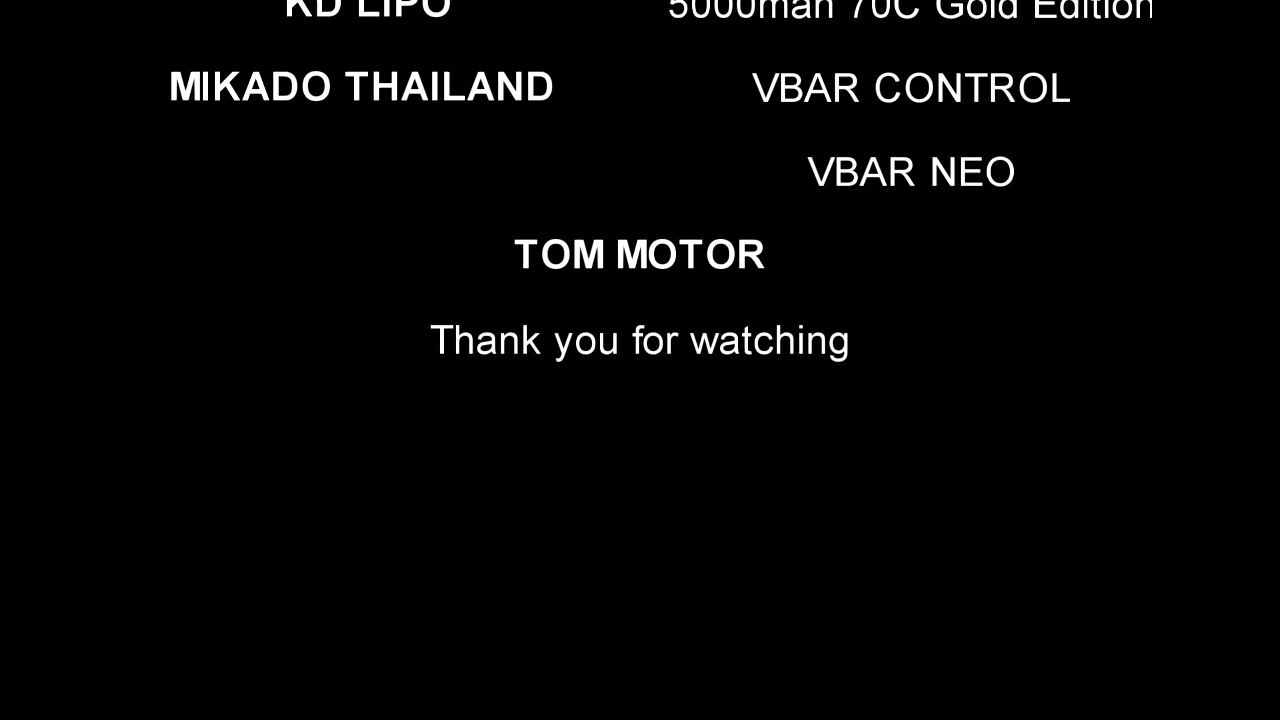 KD LIPO 5000mah 70C Gold Edition
MIKADO THAILAND VBAR CONTROL
VBAR NEO
TOM MOTOR
Thank you for watching